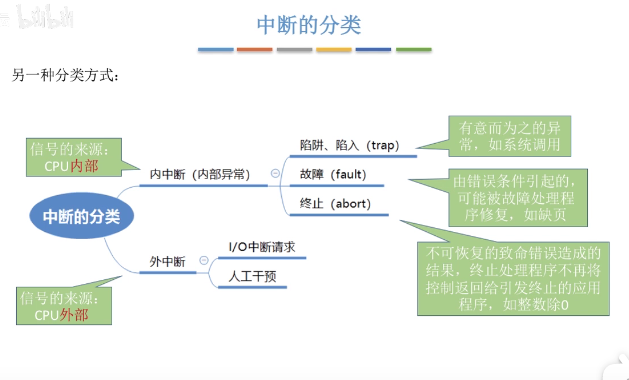 bilibili
中断的分类
另一种分类方式：
信号的来源：
CPU内部
内中断（内部异常）
陷阱、陷入（trap）
故障（fault）
终止（abort）
有意而为之的异
常，如系统调用
由错误条件引起的，
可能被故障处理程
序修复，如缺页
不可恢复的致命错误造成的
结果，终止处理程序不再将
控制返回给引发终止的应用
程序，如整数除0
中断的分类
外中断
I/O中断请求
人工干预
信号的来源：
CPU外部